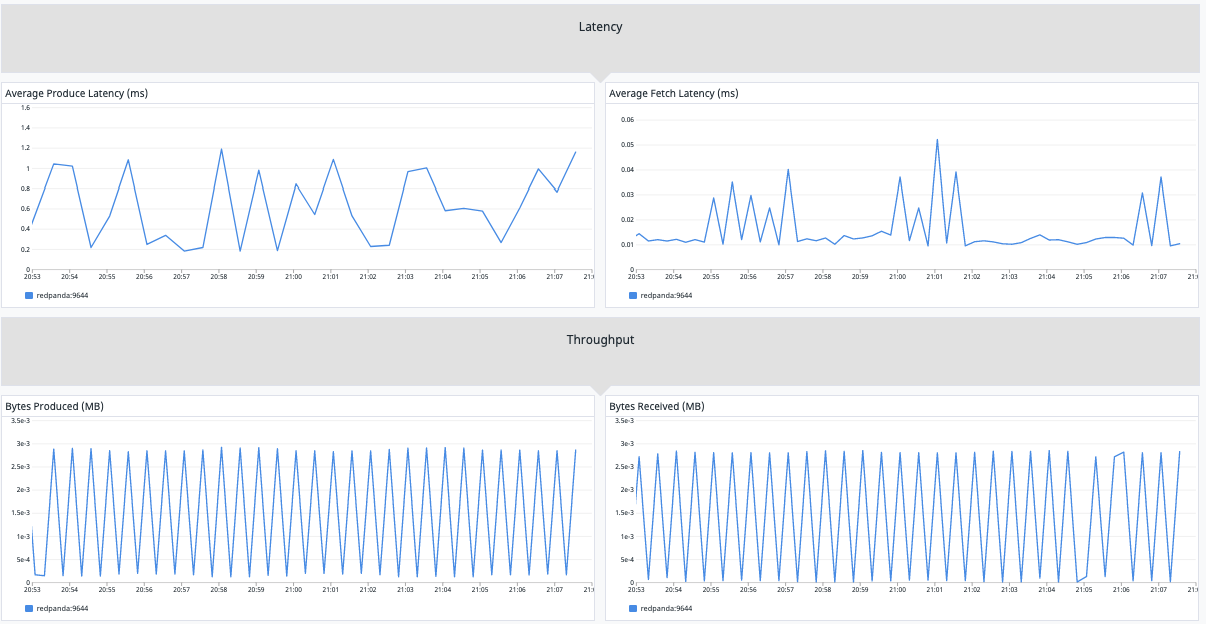 Latency
Average Produce Latency (ms)
1.6
1.4
1.2
1
0.8
0.6
0.4
0.2
0
20:53 20:54 20:55 20:56 20:57 20:58 20:59 21:00 21:01 21:02 21:03 21:04 21:05 21:06 21:07 21:
redpanda:9644
Average Fetch Latency (ms)
0.06
0.05
0.04
0.03
0.02
0.01
0
20:53 20:54 20:55 20:56 20:57 20:58 20:59 21:00 21:01 21:02 21:03 21:04 21:05 21:06 21:07 21:
redpanda:9644
Throughput
Bytes Produced (MB)
3.5e-3
3e-3
2.5e-3
2e-3
1.5e-3
1e-3
5e-4
0
20:53 20:54 20:55 20:56 20:57 20:58 20:59 21:00 21:01 21:02 21:03 21:04 21:05 21:06 21:07 21:
redpanda:9644
Bytes Received (MB)
3.5e-3
3e-3
2.5e-3
2e-3
1.5e-3
1e-3
5e-4
0
20:53 20:54 20:55 20:56 20:57 20:58 20:59 21:00 21:01 21:02 21:03 21:04 21:05 21:06 21:07 21:
redpanda:9644